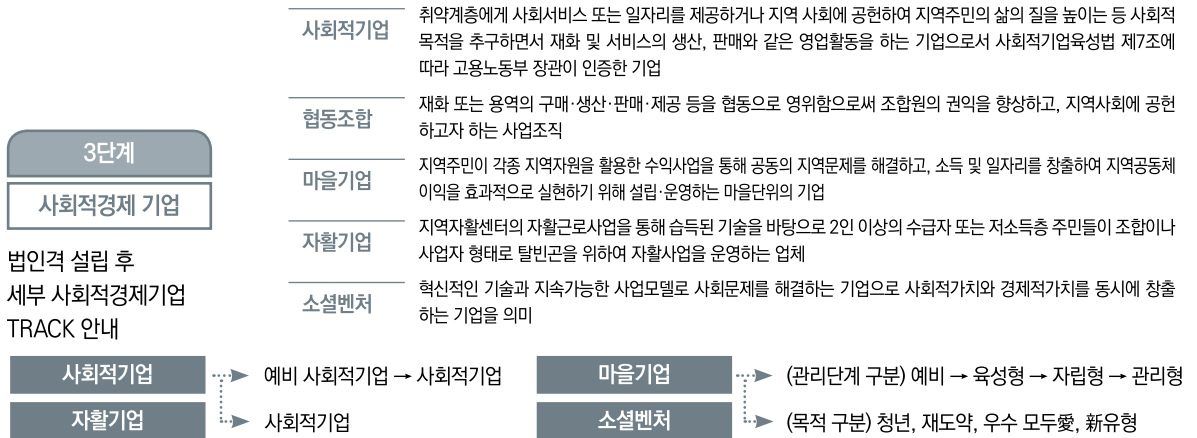 3단계
사회적경제 기업
법인격 설립 후
세부 사회적경제기업
TRACK 안내
사회적기업
취약계층에게 사회서비스 또는 일자리를 제공하거나 지역 사회에 공헌하여 지역주민의 삶의 질을 높이는 등 사회적
목적을 추구하면서 재화 및 서비스의 생산, 판매와 같은 영업활동을 하는 기업으로서 사회적기업육성법 제7조에
따라 고용노동부 장관이 인증한 기업
협동조합
재화 또는 용역의 구매·생산·판매·제공 등을 협동으로 영위함으로써 조합원의 권익을 향상하고, 지역사회에 공헌
하고자 하는 사업조직
마을기업
지역주민이 각종 지역자원을 활용한 수익사업을 통해 공동의 지역문제를 해결하고, 소득 및 일자리를 창출하여 지역공동체
이익을 효과적으로 실현하기 위해 설립·운영하는 마을단위의 기업
자활기업
지역자활센터의 자활근로사업을 통해 습득된 기술을 바탕으로 2인 이상의 수급자 또는 저소득층 주민들이 조합이나
사업자 형태로 탈빈곤을 위하여 자활사업을 운영하는 업체
소셜벤처
혁신적인 기술과 지속가능한 사업모델로 사회문제를 해결하는 기업으로 사회적가치와 경제적가치를 동시에 창출
하는 기업을 의미
사회적기업
예비 사회적기업 → 사회적기업
자활기업
사회적기업
마을기업
(관리단계 구분) 예비 → 육성형 → 자립형 → 관리형
소셜벤처
(목적 구분) 청년, 재도약, 우수 모두愛, 新유형